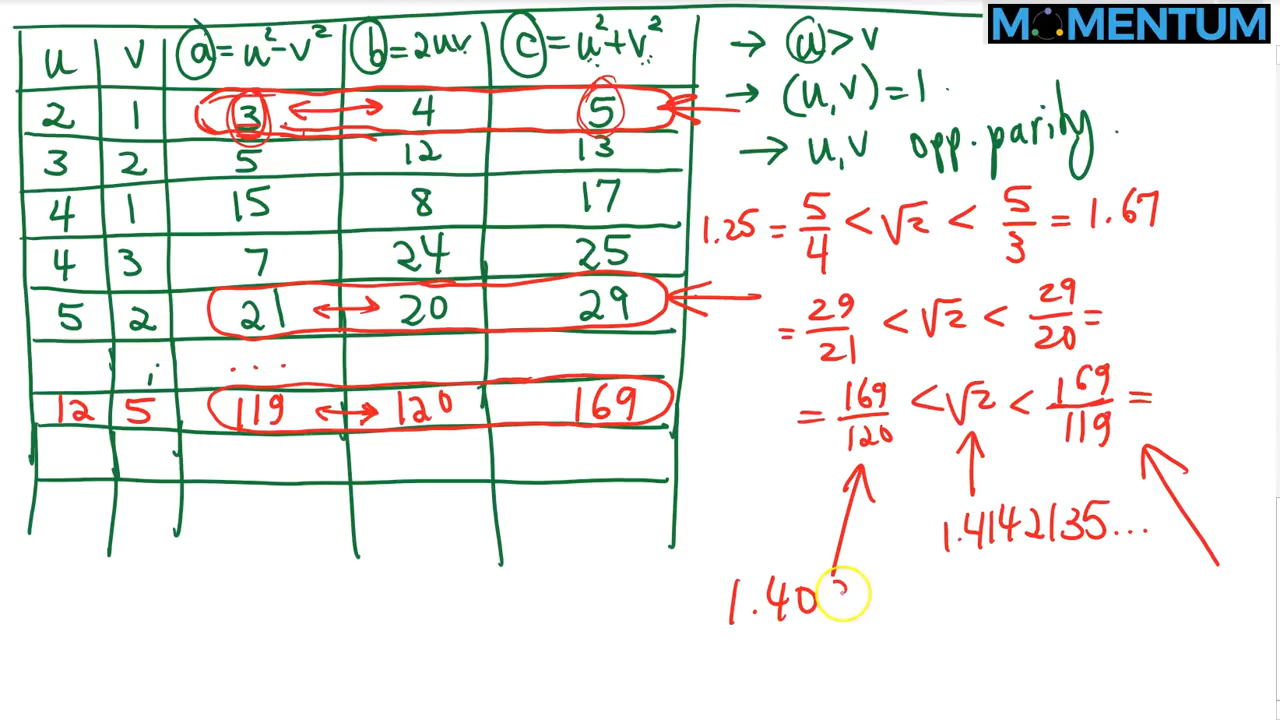 MOMENTUM
u v a = u² - v² b = 2uv c = u² + v²
2 1 3 ↔ 4 5
3 2 5 12 13
4 1 15 8 17
4 3 7 24 25
5 2 21 ↔ 20 29
...
12 5 119 ↔ 120 169
→ u > v
→ (u, v) = 1
→ u, v opp. parity.
1.25 = 5/4 < √2 < 5/3 = 1.67
= 29/21 < √2 < 29/20 =
= 169/120 < √2 < 169/119 =
1.4142135...
1.40